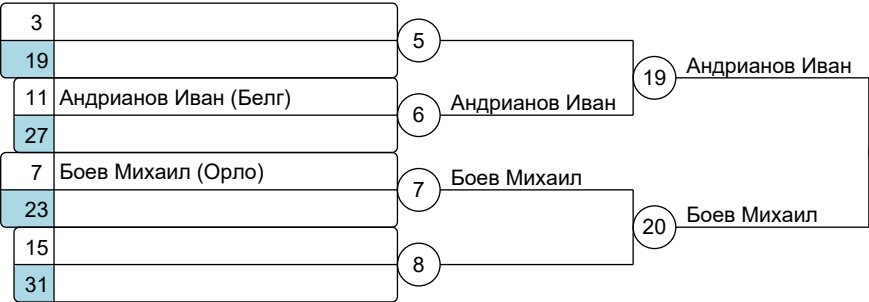 3
19
5
11 Андрианов Иван (Белг)
27
6
Андрианов Иван
19
Андрианов Иван
7 Боев Михаил (Орло)
23
7
Боев Михаил
15
31
8
20
Боев Михаил